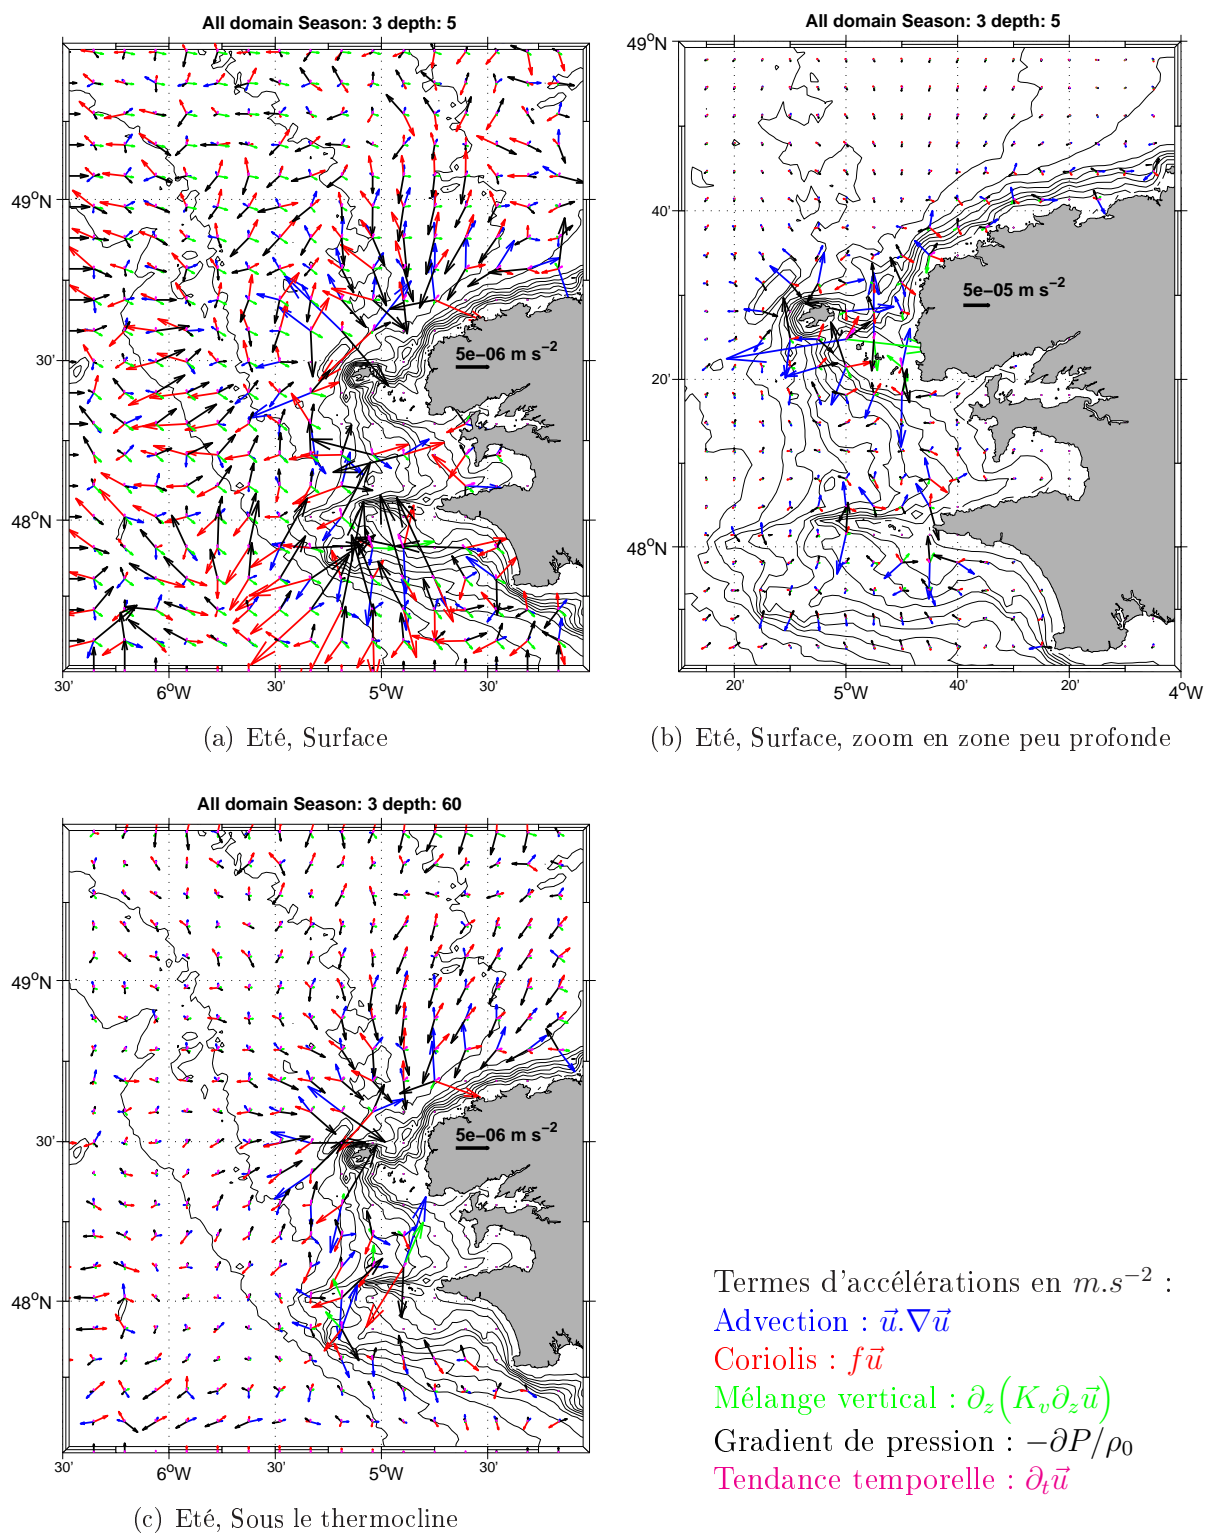 All domain Season: 3 depth: 5
49°N
30'
48°N
5e−06 m s⁻²
30' 6°W 30' 5°W 30'
(a) Eté, Surface
All domain Season: 3 depth: 5
49°N
40'
20'
48°N
5e−05 m s⁻²
20' 5°W 40' 20' 4°W
(b) Eté, Surface, zoom en zone peu profonde
All domain Season: 3 depth: 60
49°N
30'
48°N
5e−06 m s⁻²
30' 6°W 30' 5°W 30'
(c) Eté, Sous le thermocline
Termes d'accélérations en m.s⁻² :
Advection : u⃗.∇u⃗
Coriolis : fu⃗
Mélange vertical : ∂z(Kv∂zu⃗)
Gradient de pression : −∂P/ρ₀
Tendance temporelle : ∂tu⃗